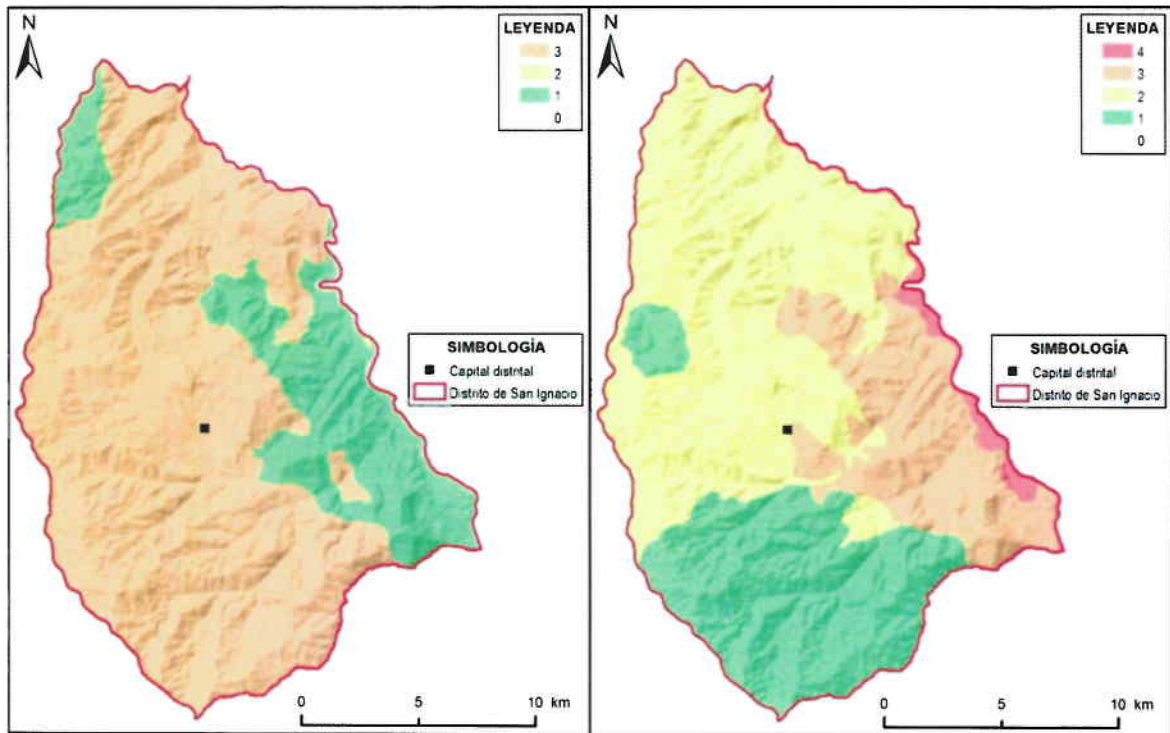 N
LEYENDA
3
2
1
0
SIMBOLOGÍA
Capital distrital
Distrito de San Ignacio
0 5 10 km
N
LEYENDA
4
3
2
1
0
SIMBOLOGÍA
Capital distrital
Distrito de San Ignacio
0 5 10 km